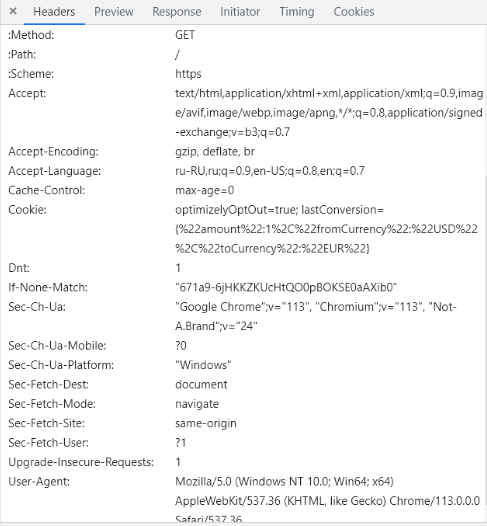 × Headers Preview Response Initiator Timing Cookies
:Method: GET
:Path: /
:Scheme: https
Accept: text/html,application/xhtml+xml,application/xml;q=0.9,imag
e/avif,image/webp,image/apng,*/*;q=0.8,application/signed
-exchange;v=b3;q=0.7
Accept-Encoding: gzip, deflate, br
Accept-Language: ru-RU,ru;q=0.9,en-US;q=0.8,en;q=0.7
Cache-Control: max-age=0
Cookie: optimizelyOptOut=true; lastConversion=
{%22amount%22:1%2C%22fromCurrency%22:%22USD%22
%2C%22toCurrency%22:%22EUR%22}
Dnt: 1
If-None-Match: "671a9-6jHKKZKUcHtQO0pBOKSE0aAXib0"
Sec-Ch-Ua: "Google Chrome";v="113", "Chromium";v="113", "Not-
A.Brand";v="24"
Sec-Ch-Ua-Mobile: ?0
Sec-Ch-Ua-Platform: "Windows"
Sec-Fetch-Dest: document
Sec-Fetch-Mode: navigate
Sec-Fetch-Site: same-origin
Sec-Fetch-User: ?1
Upgrade-Insecure-Requests: 1
User-Agent: Mozilla/5.0 (Windows NT 10.0; Win64; x64)
AppleWebKit/537.36 (KHTML, like Gecko) Chrome/113.0.0.0
Safari/537.36